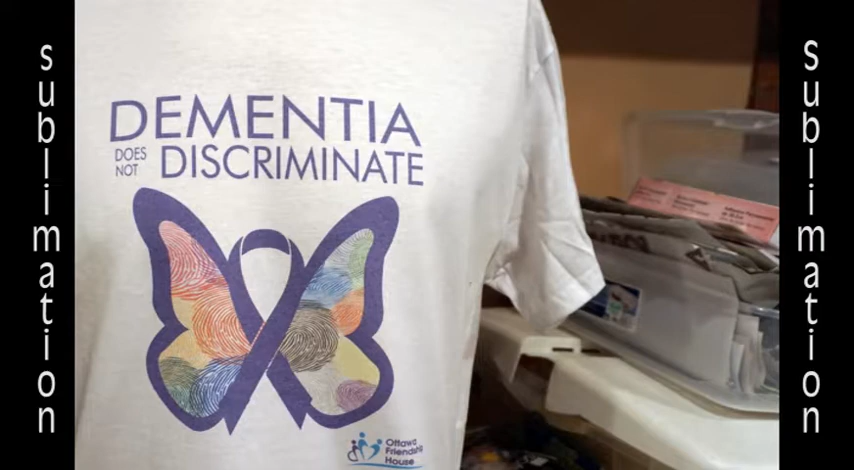 sublimation
DEMENTIA
DOES
NOT
DISCRIMINATE
Ottawa
Friendship
House
Sublimation